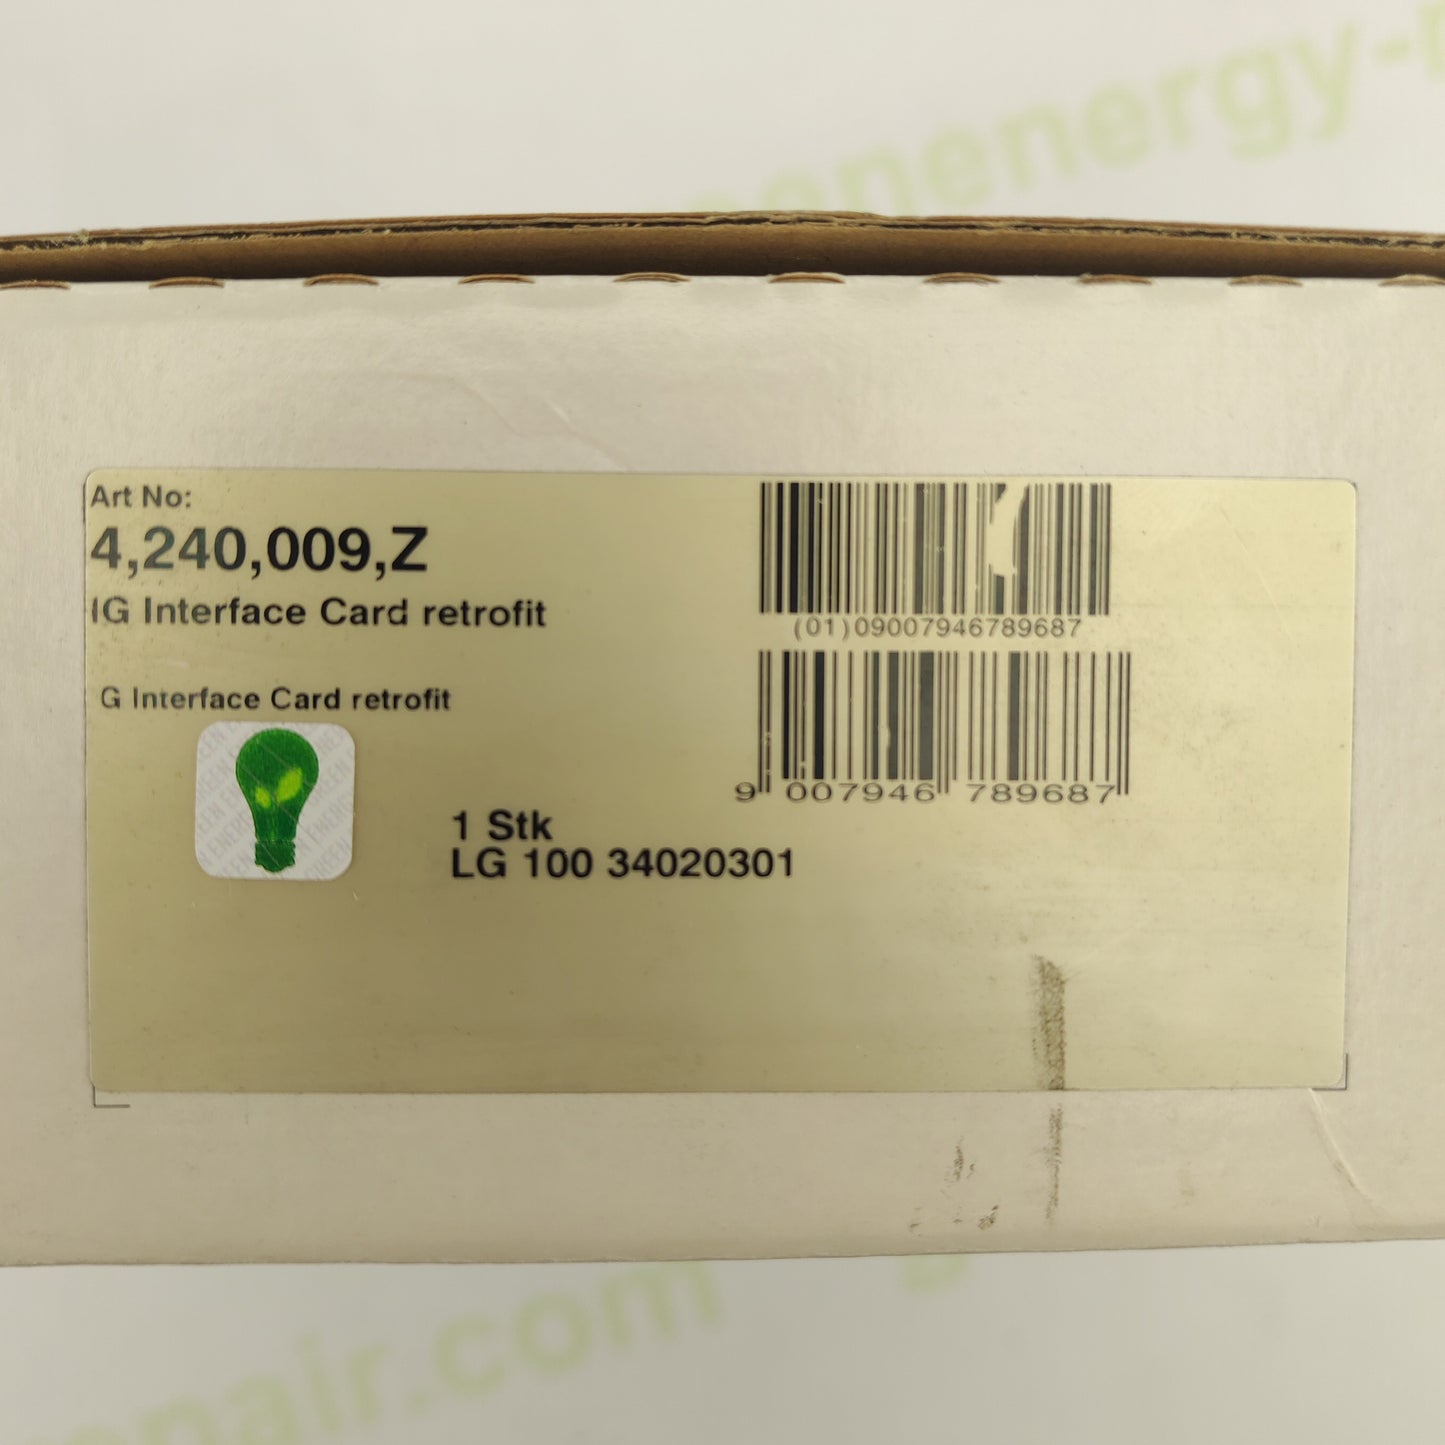 Art No:
4,240,009,Z
IG Interface Card retrofit
G Interface Card retrofit
1 Stk
LG 100 34020301
(01)09007946789687
9 007946 789687